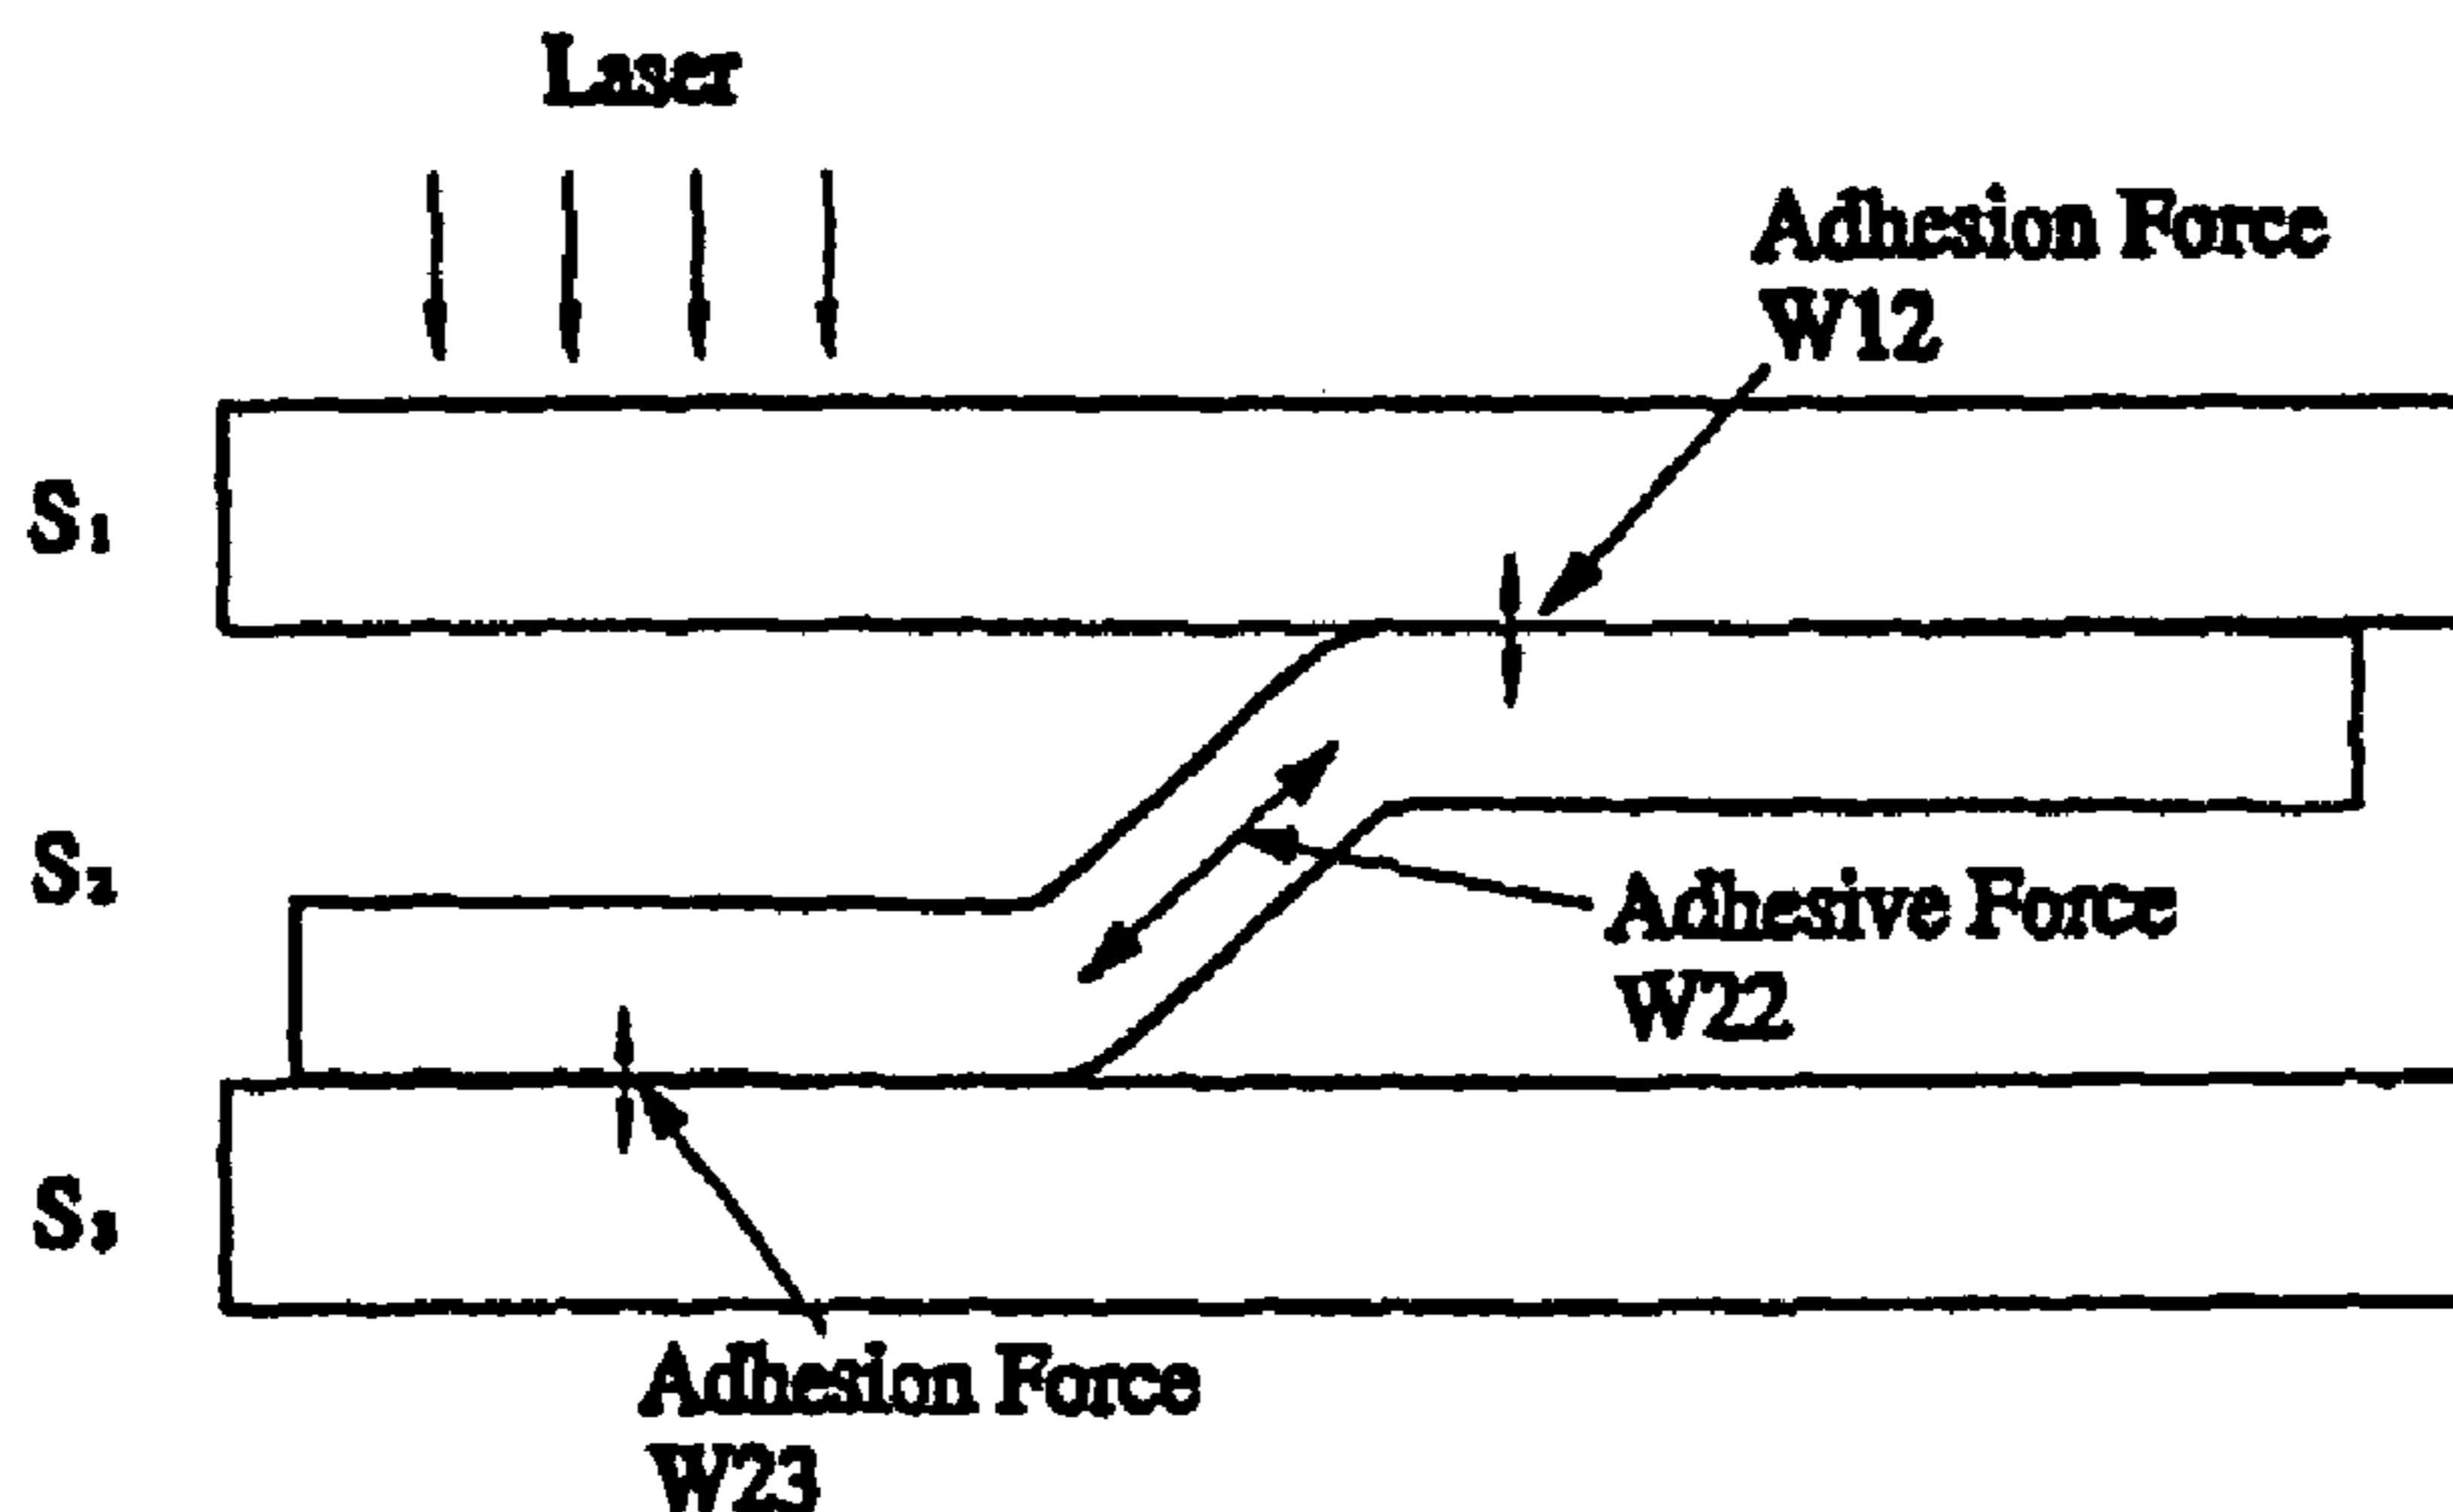 Laser
Adhesion Force
W12
S1
S2
Adhesive Force
W22
S3
Adhesion Force
W23